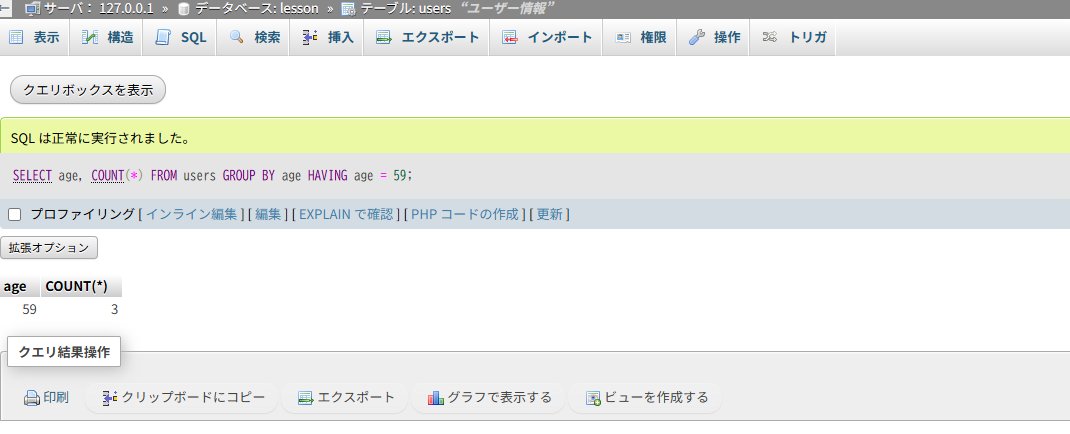 サーバ： 127.0.0.1 » データベース: lesson » テーブル: users “ユーザー情報”
表示 構造 SQL 検索 挿入 エクスポート インポート 権限 操作 トリガ
クエリボックスを表示
SQL は正常に実行されました。
SELECT age, COUNT(*) FROM users GROUP BY age HAVING age = 59;
プロファイリング [ インライン編集 ] [ 編集 ] [ EXPLAIN で確認 ] [ PHP コードの作成 ] [ 更新 ]
拡張オプション
age COUNT(*)
59 3
クエリ結果操作
印刷 クリップボードにコピー エクスポート グラフで表示する ビューを作成する